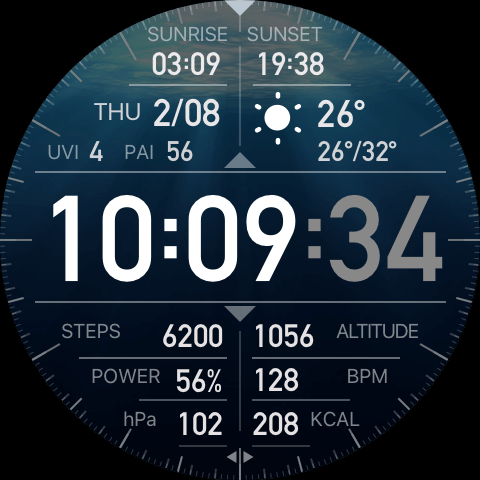 SUNRISE SUNSET
03:09 19:38
THU 2/08 26°
UVI 4 PAI 56 26°/32°
10:09:34
STEPS 6200 1056 ALTITUDE
POWER 56% 128 BPM
hPa 102 208 KCAL